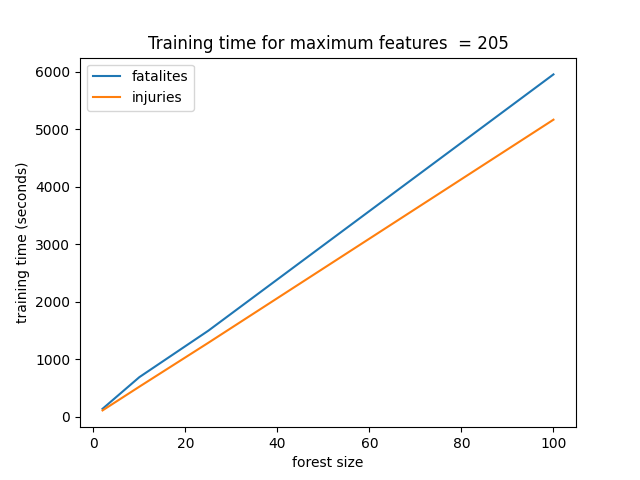 Training time for maximum features  = 205
fatalites
injuries
6000
5000
4000
3000
2000
1000
0
training time (seconds)
0 20 40 60 80 100
forest size